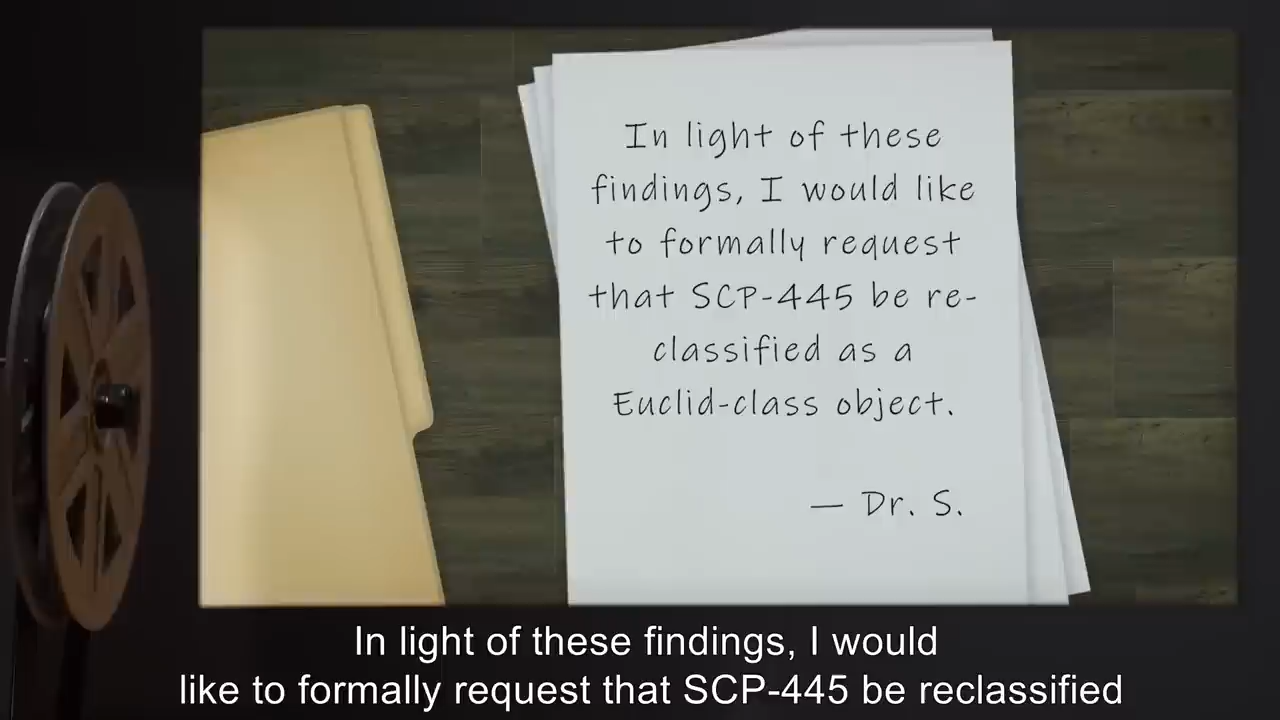 In light of these
findings, I would like
to formally request
that SCP-445 be re-
classified as a
Euclid-class object.
— Dr. S.
In light of these findings, I would
like to formally request that SCP-445 be reclassified